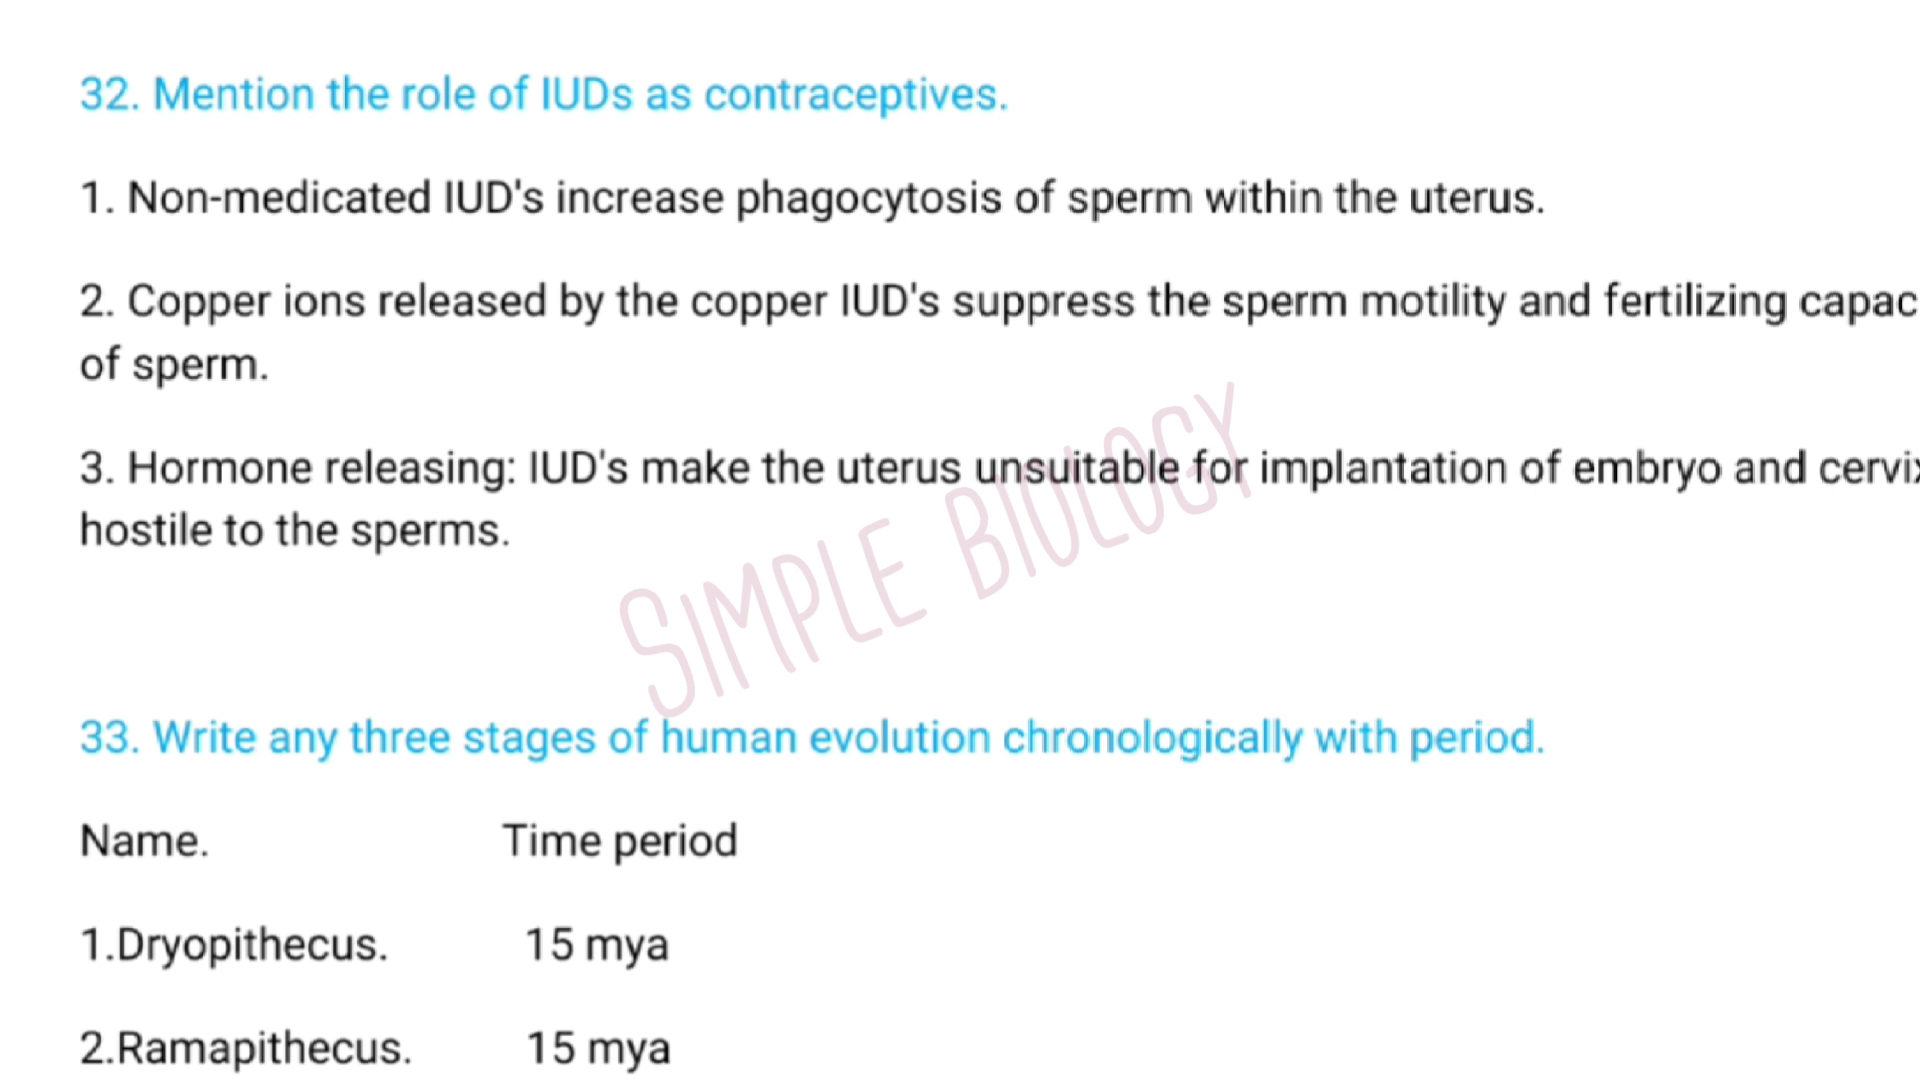 32. Mention the role of IUDs as contraceptives.
1. Non-medicated IUD's increase phagocytosis of sperm within the uterus.
2. Copper ions released by the copper IUD's suppress the sperm motility and fertilizing capac
of sperm.
3. Hormone releasing: IUD's make the uterus unsuitable for implantation of embryo and cervix
hostile to the sperms.
SIMPLE BIOLOGY
33. Write any three stages of human evolution chronologically with period.
Name. Time period
1.Dryopithecus. 15 mya
2.Ramapithecus. 15 mya